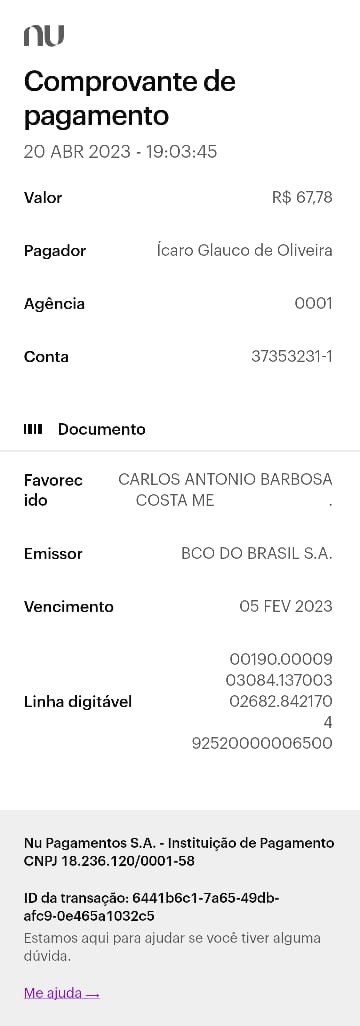 nu
Comprovante de
pagamento
20 ABR 2023 - 19:03:45
Valor R$ 67,78
Pagador Ícaro Glauco de Oliveira
Agência 0001
Conta 37353231-1
Documento
Favorec CARLOS ANTONIO BARBOSA
ido COSTA ME .
Emissor BCO DO BRASIL S.A.
Vencimento 05 FEV 2023
00190.00009
03084.137003
Linha digitável 02682.842170
4
92520000006500
Nu Pagamentos S.A. - Instituição de Pagamento
CNPJ 18.236.120/0001-58
ID da transação: 6441b6c1-7a65-49db-
afc9-0e465a1032c5
Estamos aqui para ajudar se você tiver alguma
dúvida.
Me ajuda →